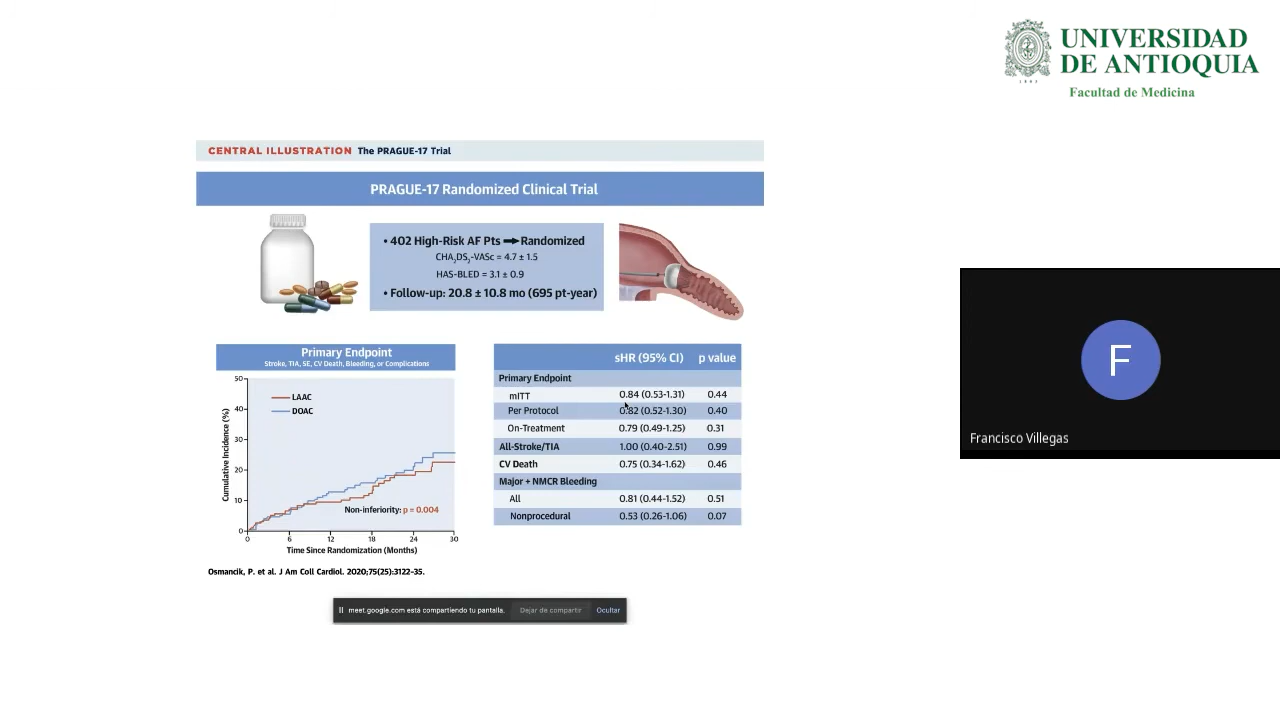 UNIVERSIDAD
DE ANTIOQUIA
1803
Facultad de Medicina
CENTRAL ILLUSTRATION The PRAGUE-17 Trial
PRAGUE-17 Randomized Clinical Trial
• 402 High-Risk AF Pts ➡Randomized
CHA2DS2-VASc = 4.7 ± 1.5
HAS-BLED = 3.1 ± 0.9
• Follow-up: 20.8 ± 10.8 mo (695 pt-year)
Primary Endpoint
Stroke, TIA, SE, CV Death, Bleeding, or Complications
Cumulative Incidence (%)
50
40
30
20
10
0
LAAC
DOAC
Non-inferiority: p = 0.004
0 6 12 18 24 30
Time Since Randomization (Months)
sHR (95% CI) p value
Primary Endpoint
mITT 0.84 (0.53-1.31) 0.44
Per Protocol 0.82 (0.52-1.30) 0.40
On-Treatment 0.79 (0.49-1.25) 0.31
All-Stroke/TIA 1.00 (0.40-2.51) 0.99
CV Death 0.75 (0.34-1.62) 0.46
Major + NMCR Bleeding
All 0.81 (0.44-1.52) 0.51
Nonprocedural 0.53 (0.26-1.06) 0.07
Osmancik, P. et al. J Am Coll Cardiol. 2020;75(25):3122-35.
meet.google.com está compartiendo tu pantalla. Dejar de compartir Ocultar
F
Francisco Villegas